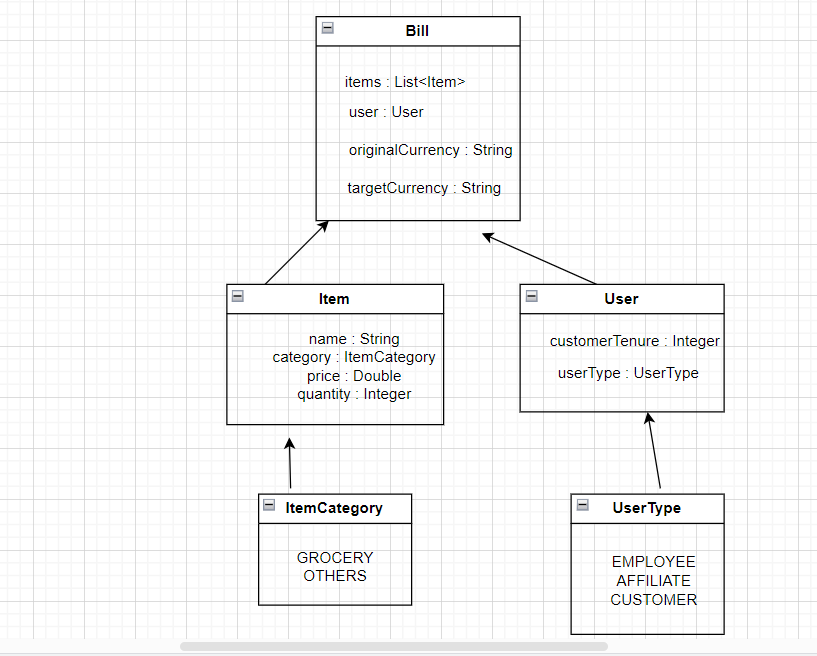 Bill
items : List<Item>
user : User
originalCurrency : String
targetCurrency : String
Item
name : String
category : ItemCategory
price : Double
quantity : Integer
User
customerTenure : Integer
userType : UserType
ItemCategory
GROCERY
OTHERS
UserType
EMPLOYEE
AFFILIATE
CUSTOMER